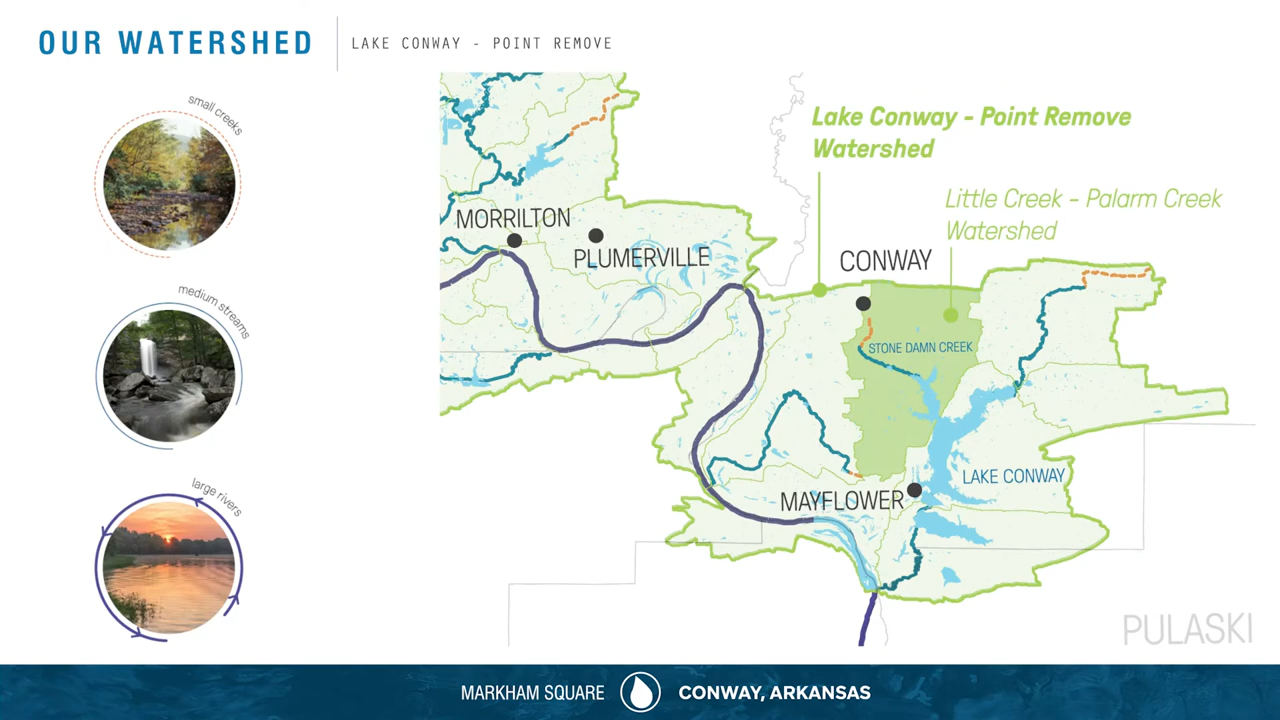 OUR WATERSHED
LAKE CONWAY - POINT REMOVE
small creeks
medium streams
large rivers
Lake Conway - Point Remove
Watershed
Little Creek - Palarm Creek
Watershed
MORRILTON
PLUMERVILLE
CONWAY
STONE DAMN CREEK
LAKE CONWAY
MAYFLOWER
PULASKI
MARKHAM SQUARE
CONWAY, ARKANSAS